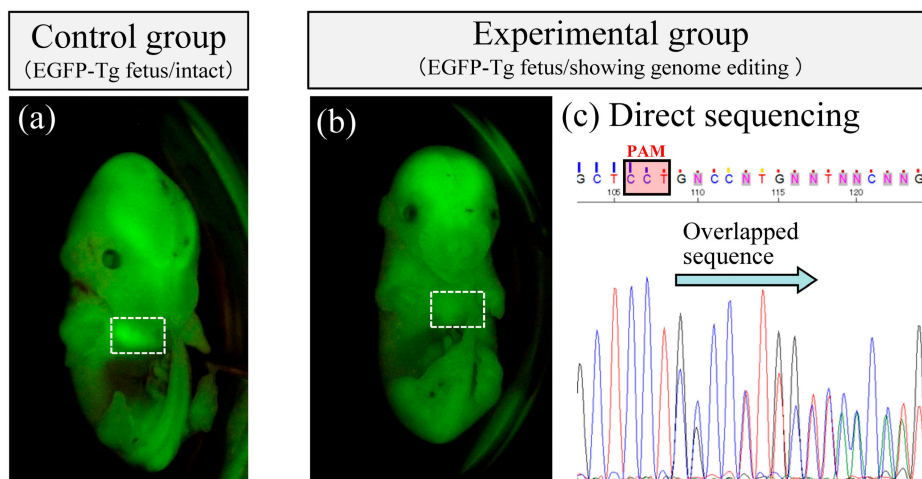 Control group
(EGFP-Tg fetus/intact)
Experimental group
(EGFP-Tg fetus/showing genome editing )
(a)
(b)
(c) Direct sequencing
PAM
G C T C C T G N C C N T G N N T N N C N N G
105 110 115 120
Overlapped
sequence